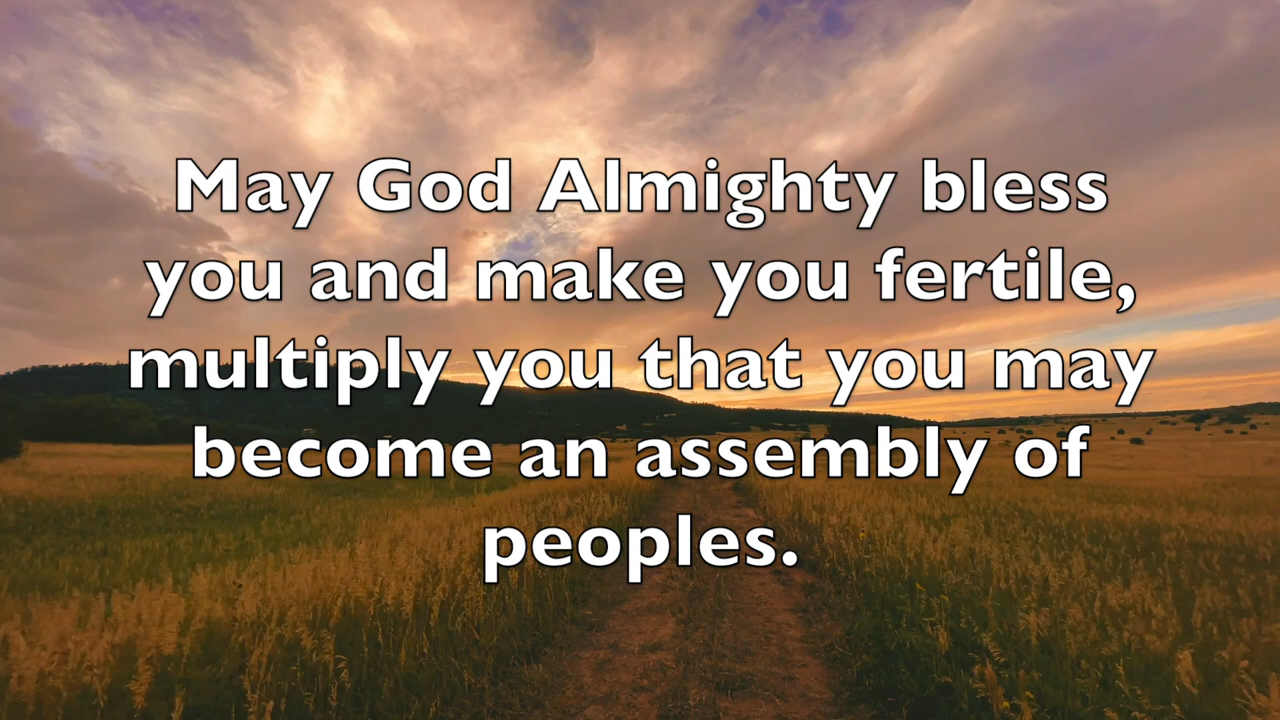 May God Almighty bless
you and make you fertile,
multiply you that you may
become an assembly of
peoples.